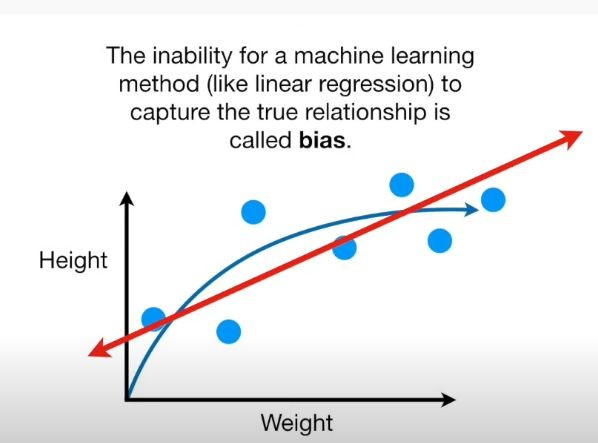 The inability for a machine learning
method (like linear regression) to
capture the true relationship is
called bias.
Height
Weight